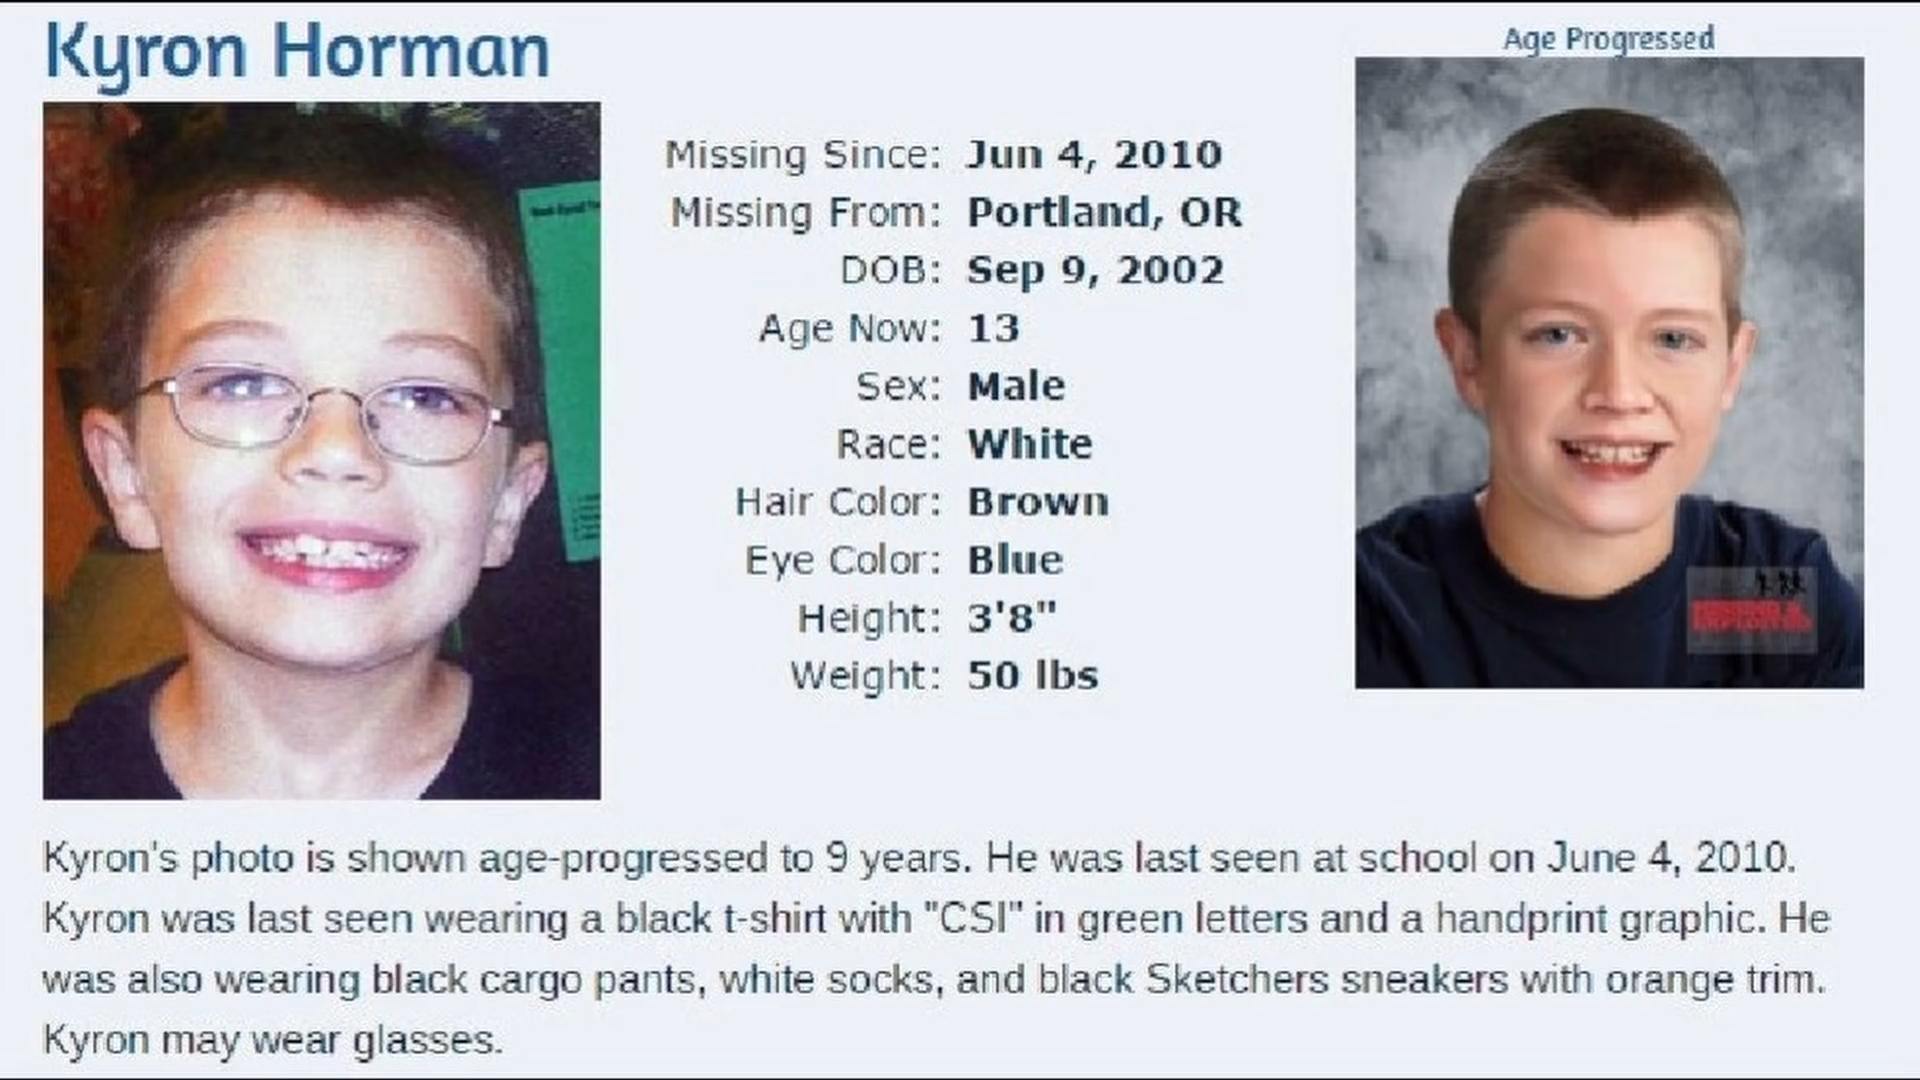 Kyron Horman
Age Progressed
Missing Since: Jun 4, 2010
Missing From: Portland, OR
DOB: Sep 9, 2002
Age Now: 13
Sex: Male
Race: White
Hair Color: Brown
Eye Color: Blue
Height: 3'8"
Weight: 50 lbs
MISSING &
EXPLOITED
Kyron's photo is shown age-progressed to 9 years. He was last seen at school on June 4, 2010.
Kyron was last seen wearing a black t-shirt with "CSI" in green letters and a handprint graphic. He
was also wearing black cargo pants, white socks, and black Sketchers sneakers with orange trim.
Kyron may wear glasses.